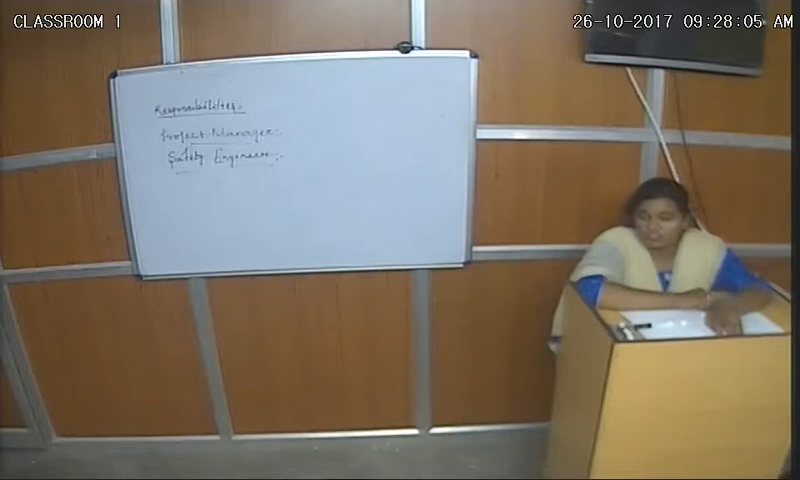 CLASSROOM 1
26-10-2017 09:28:05 AM
Responsibilities:-
Project Manager:-
Safety Engineer:-